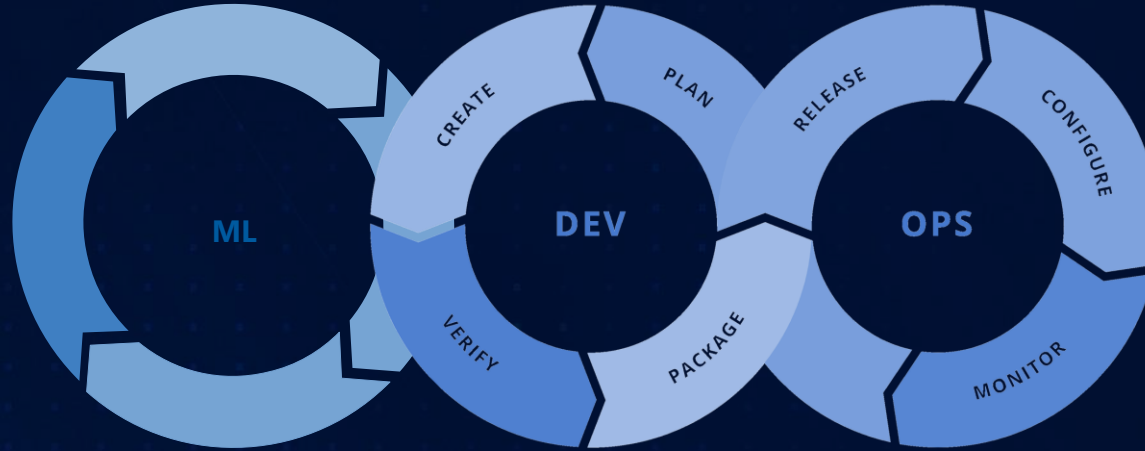 ML
CREATE
PLAN
DEV
VERIFY
PACKAGE
RELEASE
CONFIGURE
OPS
MONITOR